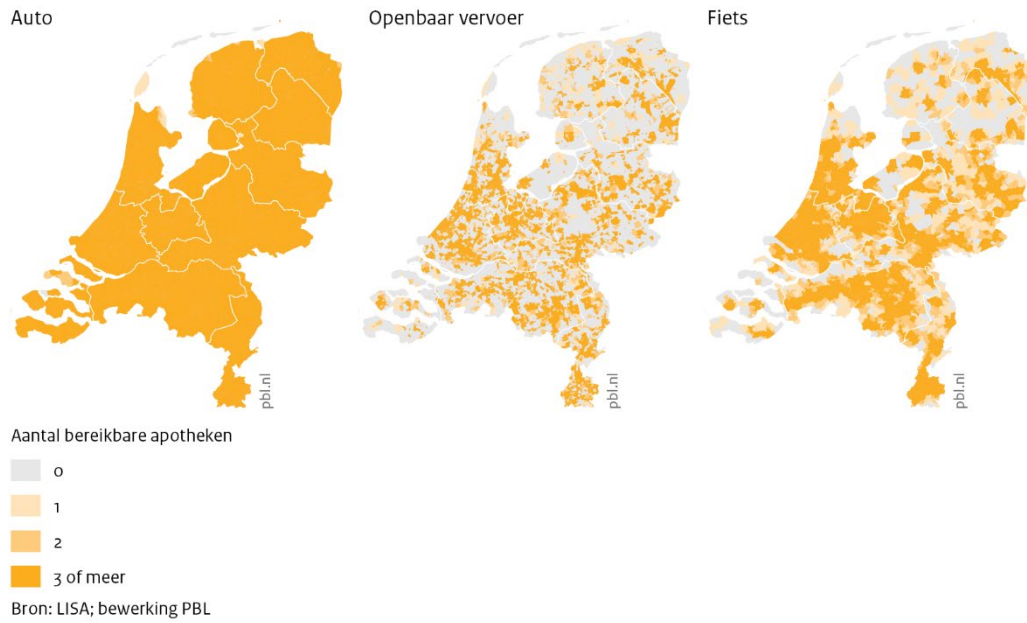 Auto
Openbaar vervoer
Fiets
pbl.nl
pbl.nl
pbl.nl
Aantal bereikbare apotheken
0
1
2
3 of meer
Bron: LISA; bewerking PBL